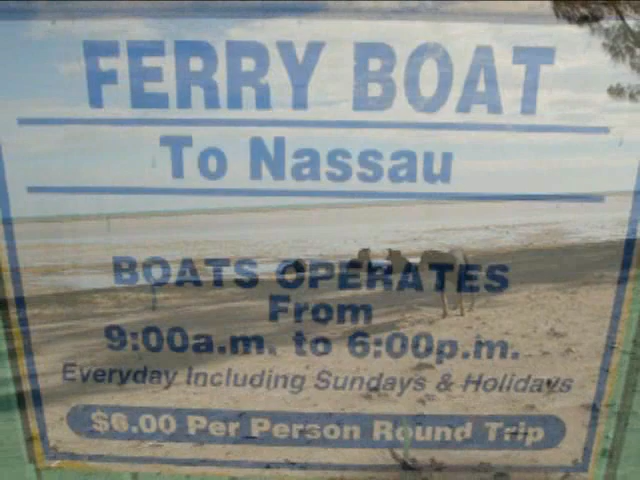 FERRY BOAT
To Nassau
BOATS OPERATES
From
9:00a.m. to 6:00p.m.
Everyday Including Sundays & Holidays
$6.00 Per Person Round Trip